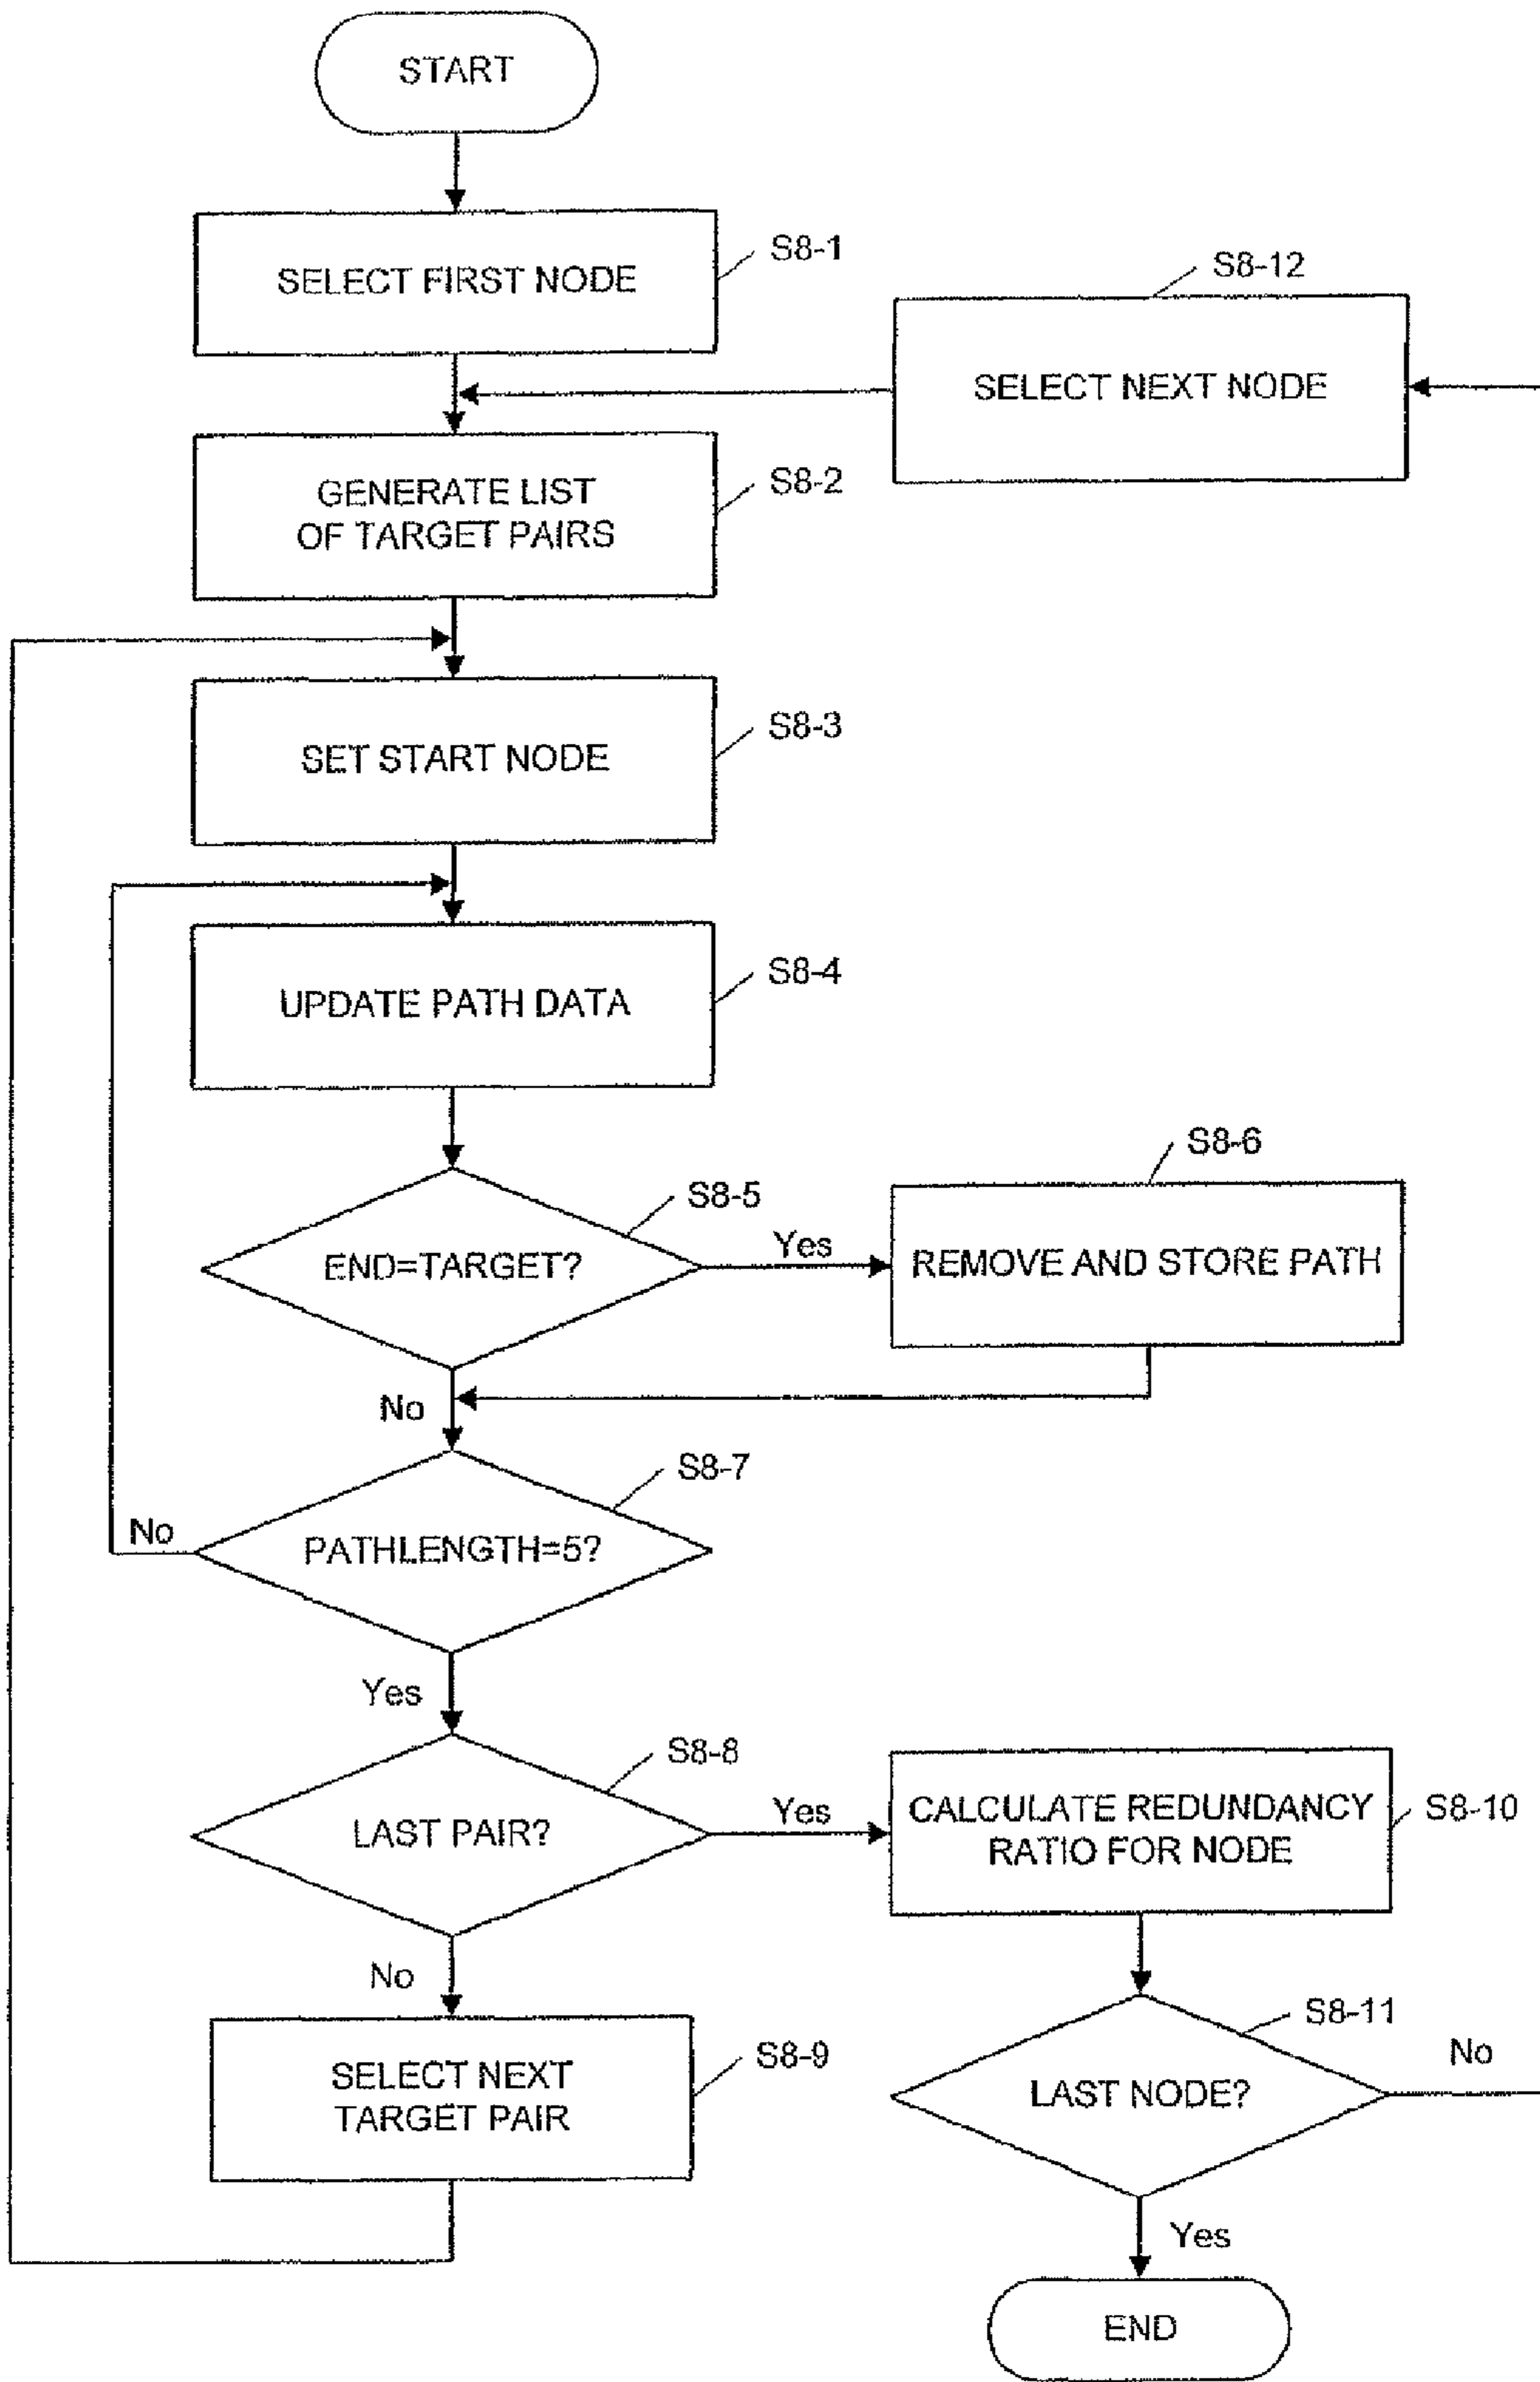 START
SELECT FIRST NODE
S8-1
S8-12
SELECT NEXT NODE
GENERATE LIST
OF TARGET PAIRS
S8-2
SET START NODE
S8-3
UPDATE PATH DATA
S8-4
END=TARGET?
S8-5
Yes
S8-6
REMOVE AND STORE PATH
No
PATHLENGTH=5?
S8-7
No
Yes
LAST PAIR?
S8-8
Yes
CALCULATE REDUNDANCY
RATIO FOR NODE
S8-10
No
SELECT NEXT
TARGET PAIR
S8-9
LAST NODE?
S8-11
No
Yes
END